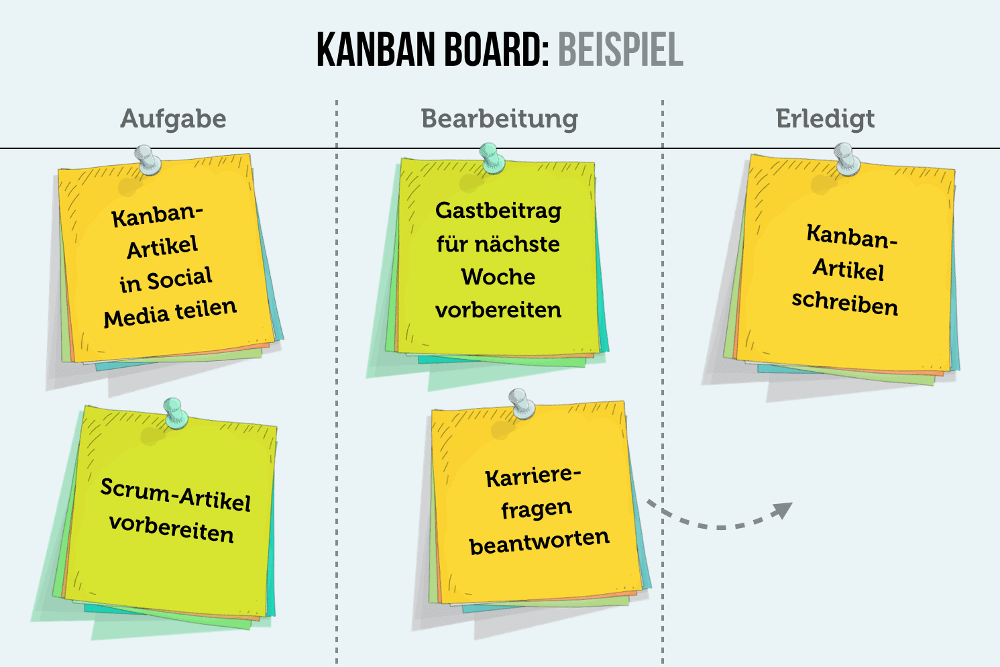 KANBAN BOARD: BEISPIEL
Aufgabe
Bearbeitung
Erledigt
Kanban-
Artikel
in Social
Media teilen
Gastbeitrag
für nächste
Woche
vorbereiten
Kanban-
Artikel
schreiben
Scrum-Artikel
vorbereiten
Karriere-
fragen
beantworten